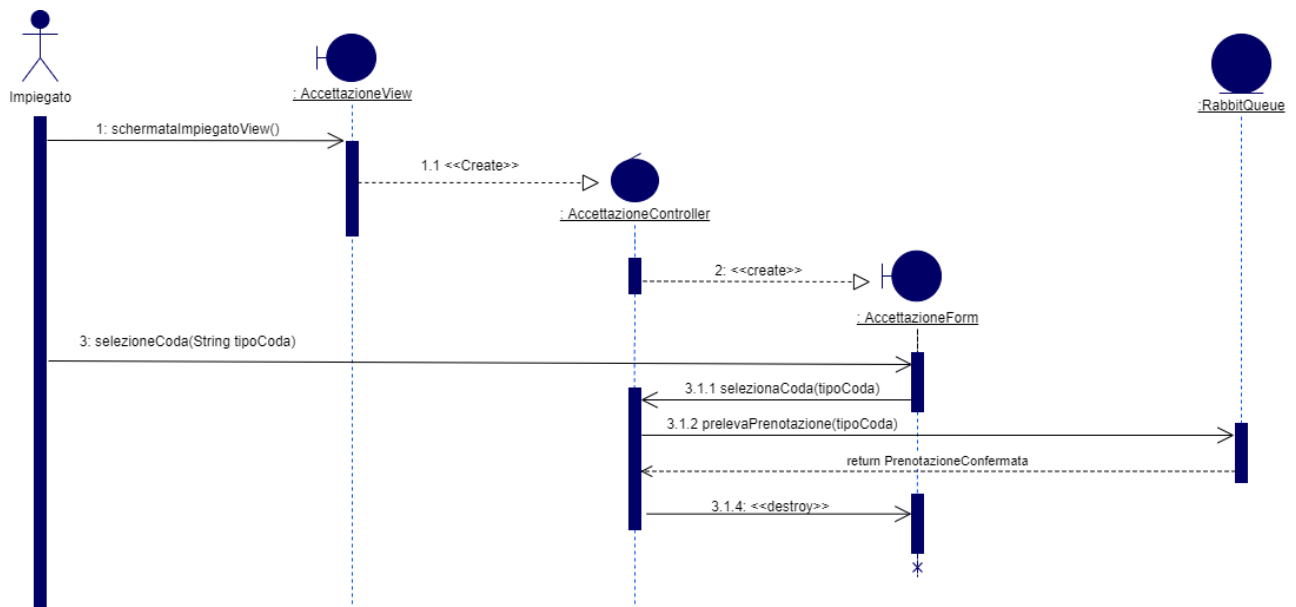 Impiegato
: AccettazioneView
:RabbitQueue
1: schermataImpiegatoView()
1.1 <<Create>>
: AccettazioneController
2: <<create>>
: AccettazioneForm
3: selezioneCoda(String tipoCoda)
3.1.1 selezionaCoda(tipoCoda)
3.1.2 prelevaPrenotazione(tipoCoda)
return PrenotazioneConfermata
3.1.4: <<destroy>>